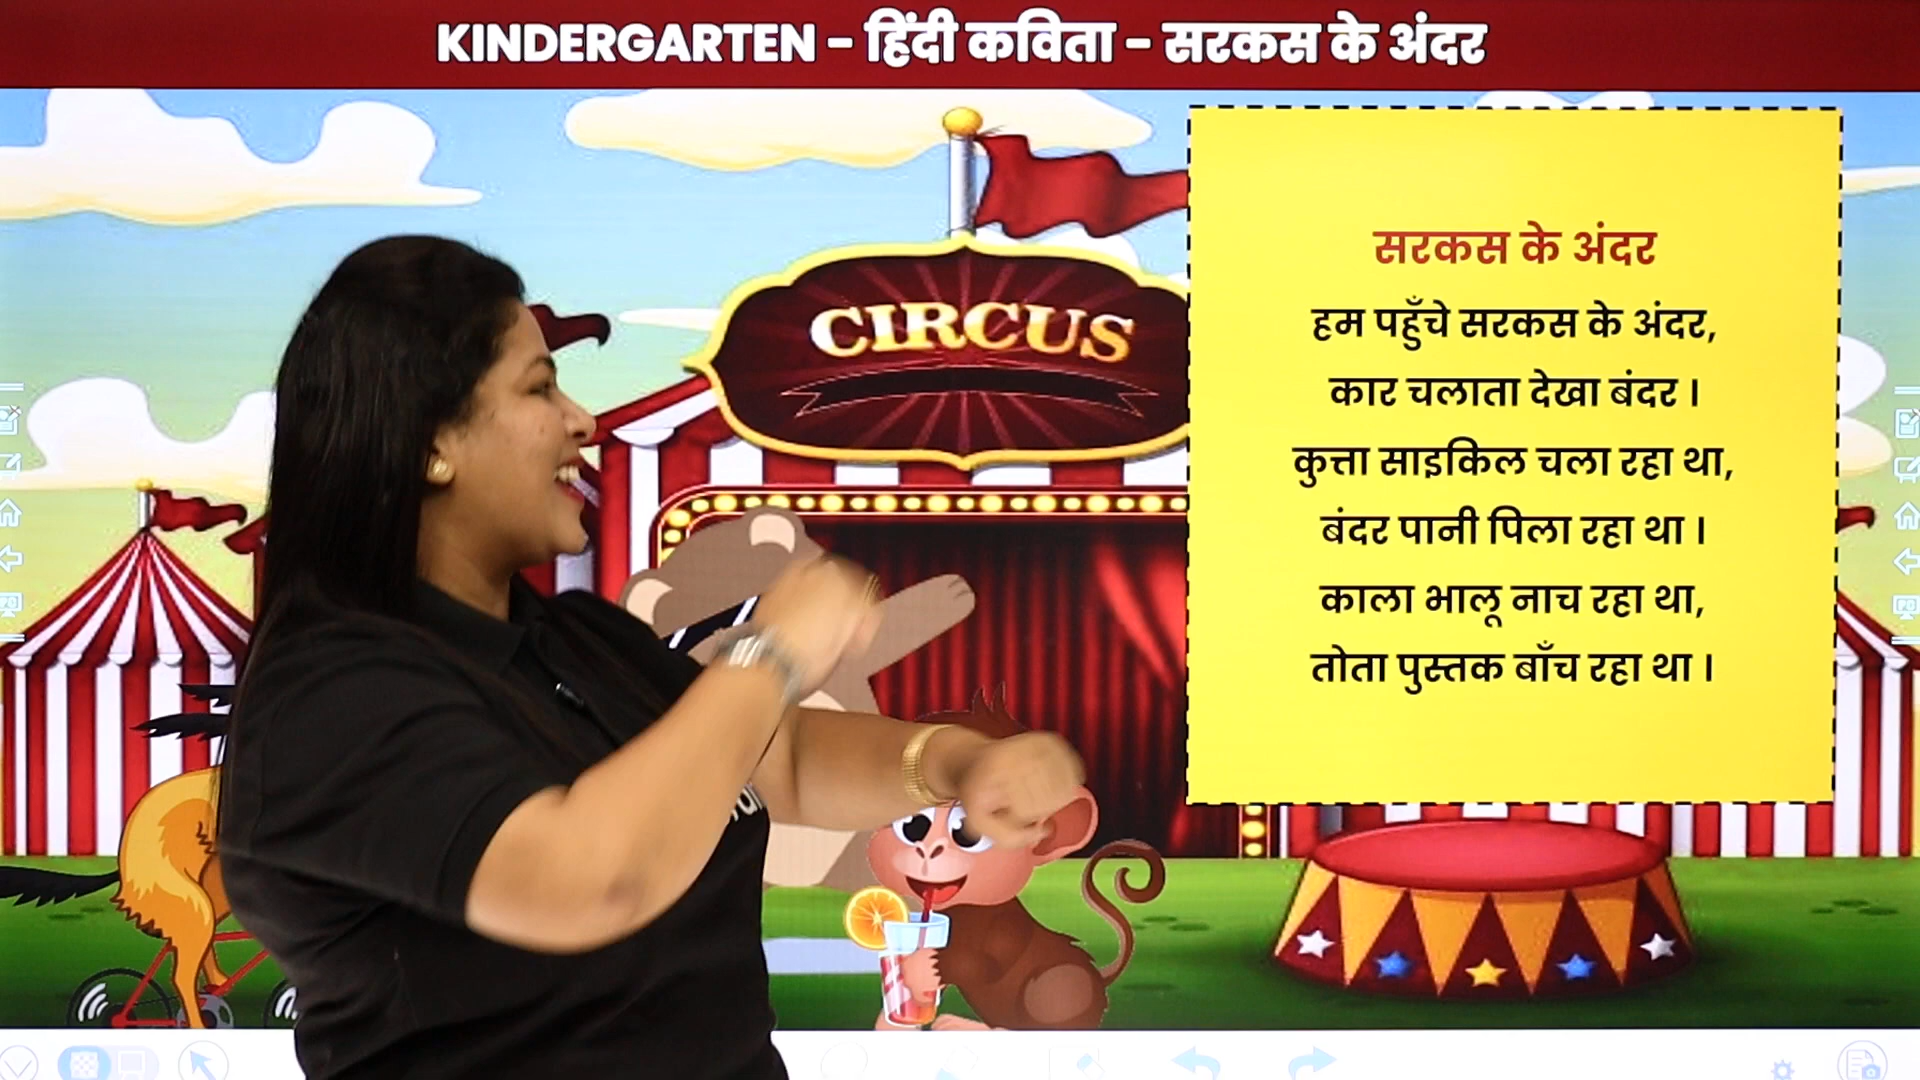 KINDERGARTEN - हिंदी कविता - सरकस के अंदर
CIRCUS
सरकस के अंदर
हम पहुँचे सरकस के अंदर,
कार चलाता देखा बंदर ।
कुत्ता साइकिल चला रहा था,
बंदर पानी पिला रहा था ।
काला भालू नाच रहा था,
तोता पुस्तक बाँच रहा था ।